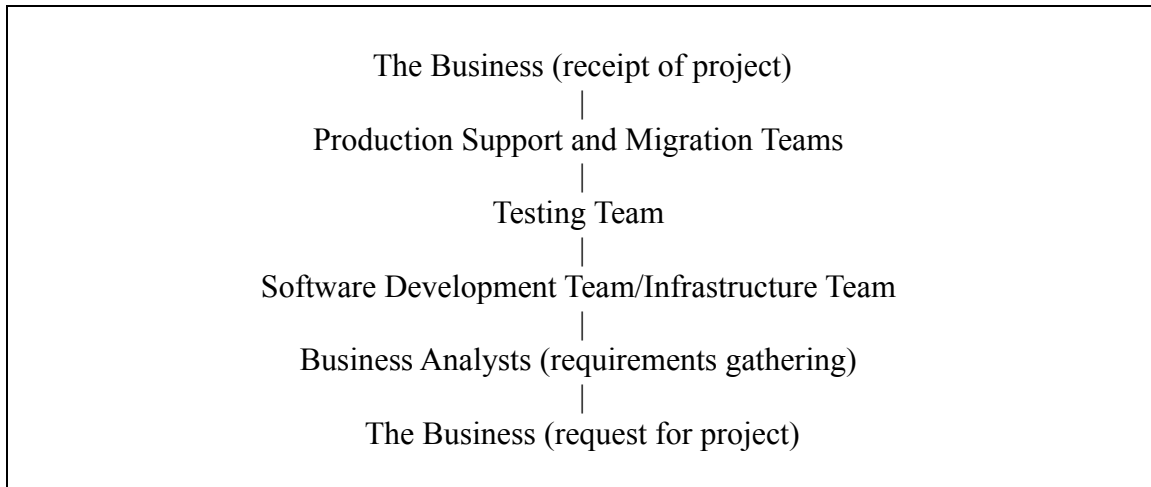 The Business (receipt of project)
|
Production Support and Migration Teams
|
Testing Team
|
Software Development Team/Infrastructure Team
|
Business Analysts (requirements gathering)
|
The Business (request for project)